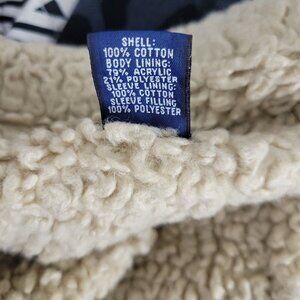 SHELL:
100% COTTON
BODY LINING:
79% ACRYLIC
21% POLYESTER
SLEEVE LINING:
100% COTTON
SLEEVE FILLING
100% POLYESTER